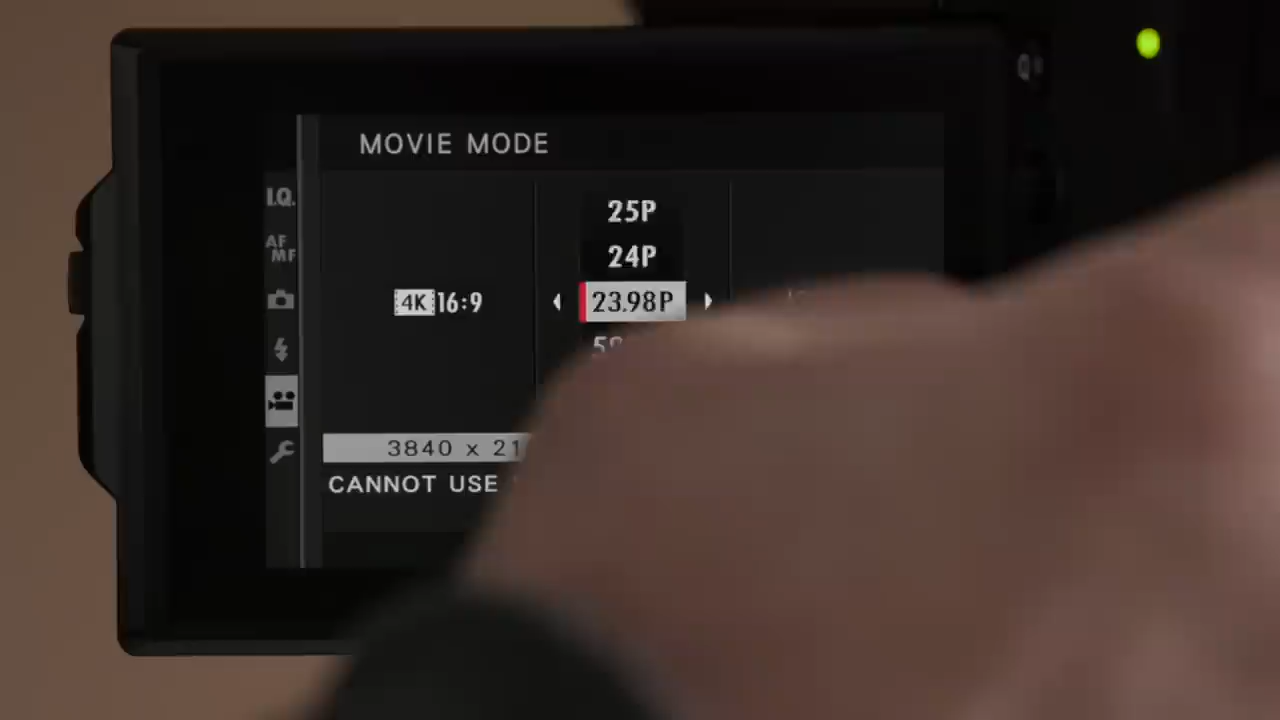 MOVIE MODE
I.Q.
AF
MF
25P
24P
4K 16:9
23.98P
3840 x 21
CANNOT USE
Q